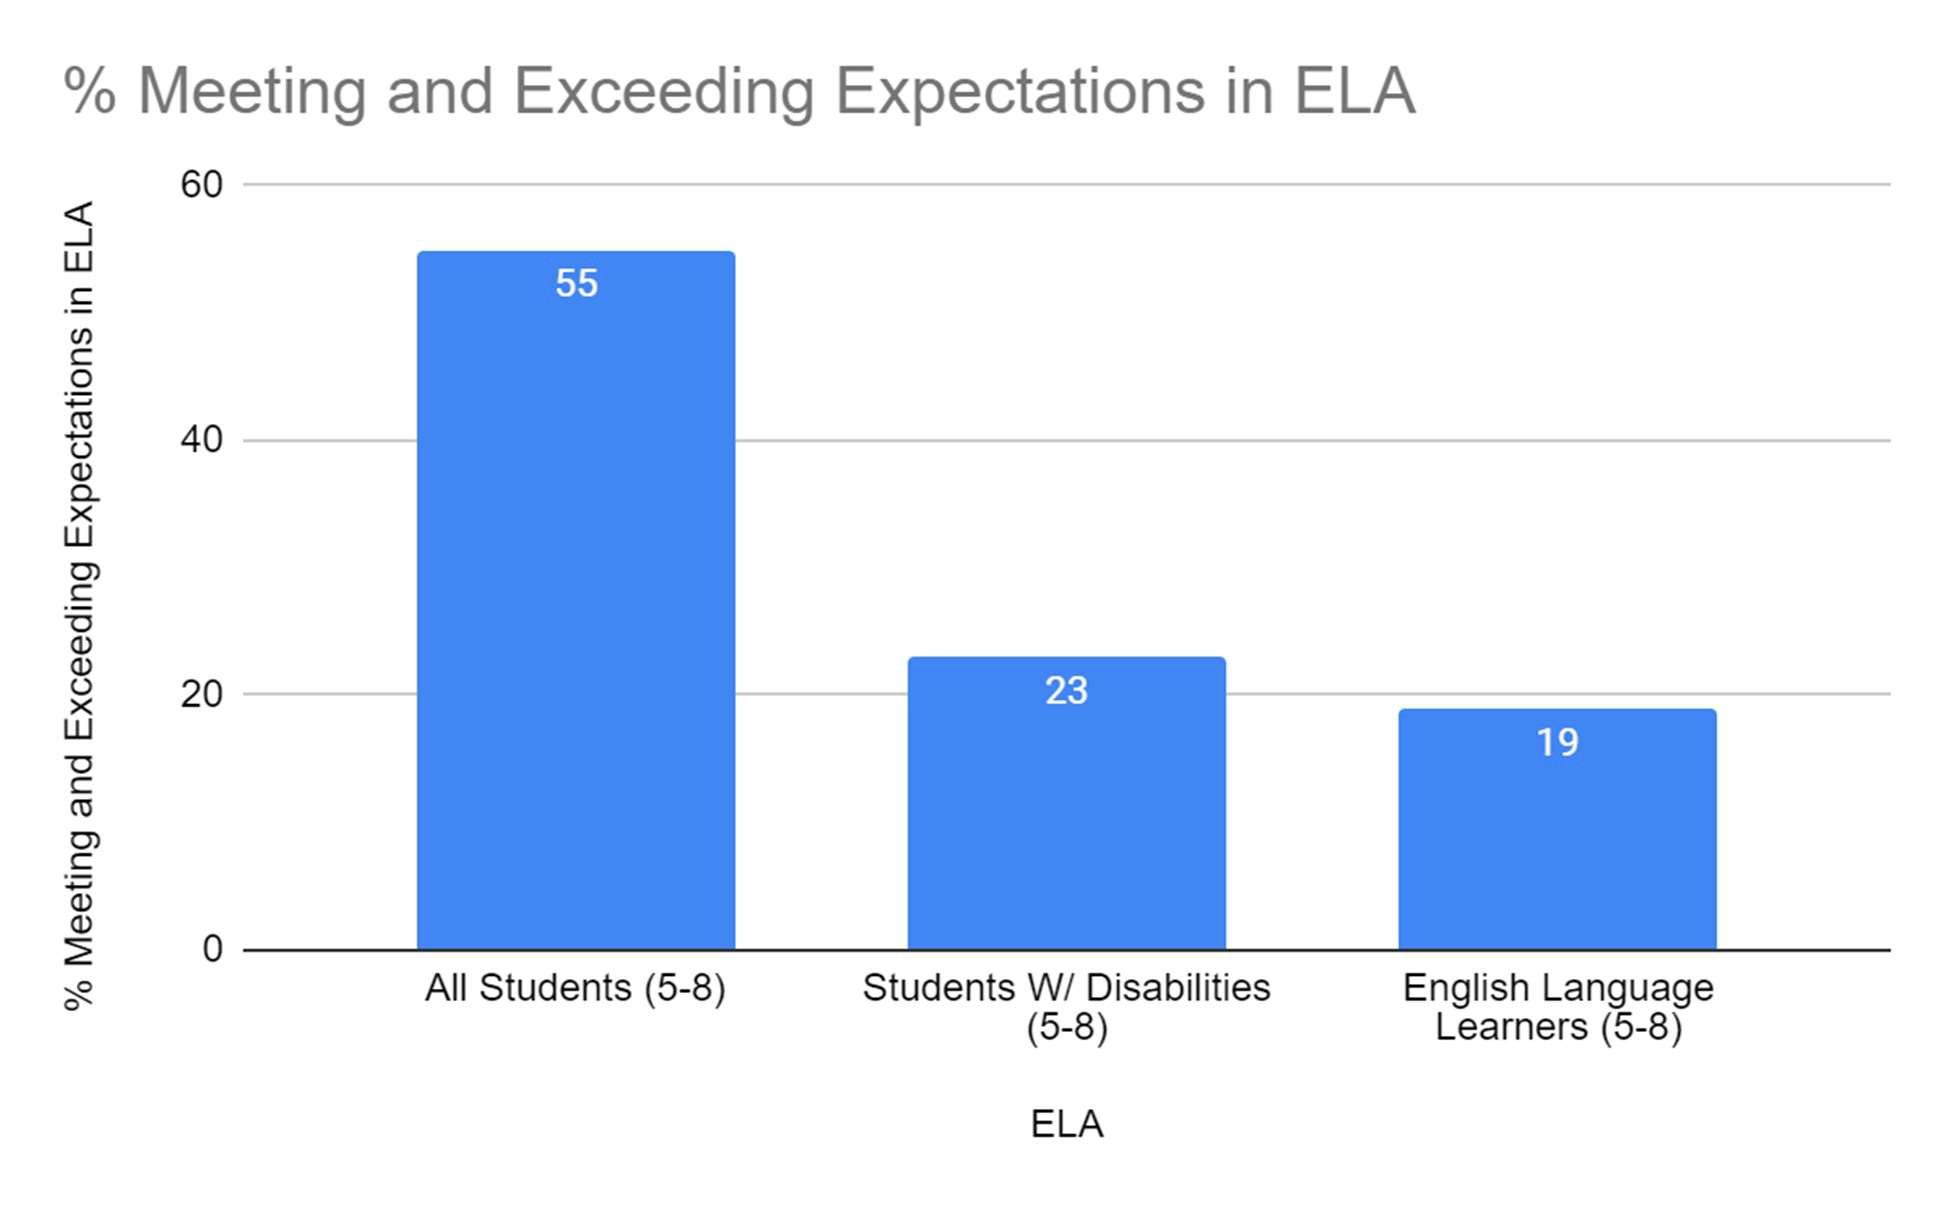 % Meeting and Exceeding Expectations in ELA
% Meeting and Exceeding Expectations in ELA
60
40
20
0
55
23
19
All Students (5-8)
Students W/ Disabilities
(5-8)
English Language
Learners (5-8)
ELA